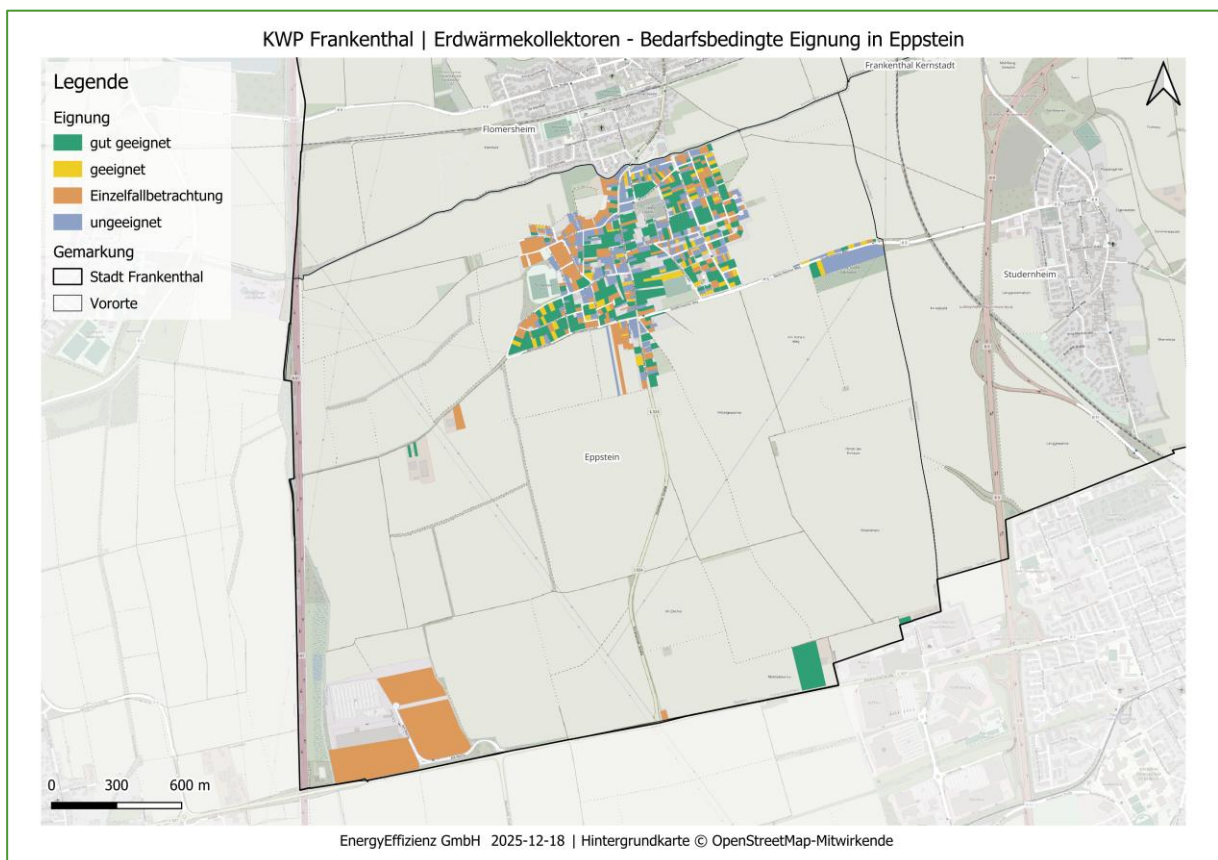 KWP Frankenthal | Erdwärmekollektoren - Bedarfsbedingte Eignung in Eppstein
Legende
Eignung
gut geeignet
geeignet
Einzelfallbetrachtung
ungeeignet
Gemarkung
Stadt Frankenthal
Vororte
Frankenthal Kernstadt
Flomersheim
Studernheim
Eppstein
0 300 600 m
EnergyEffizienz GmbH 2025-12-18 | Hintergrundkarte © OpenStreetMap-Mitwirkende